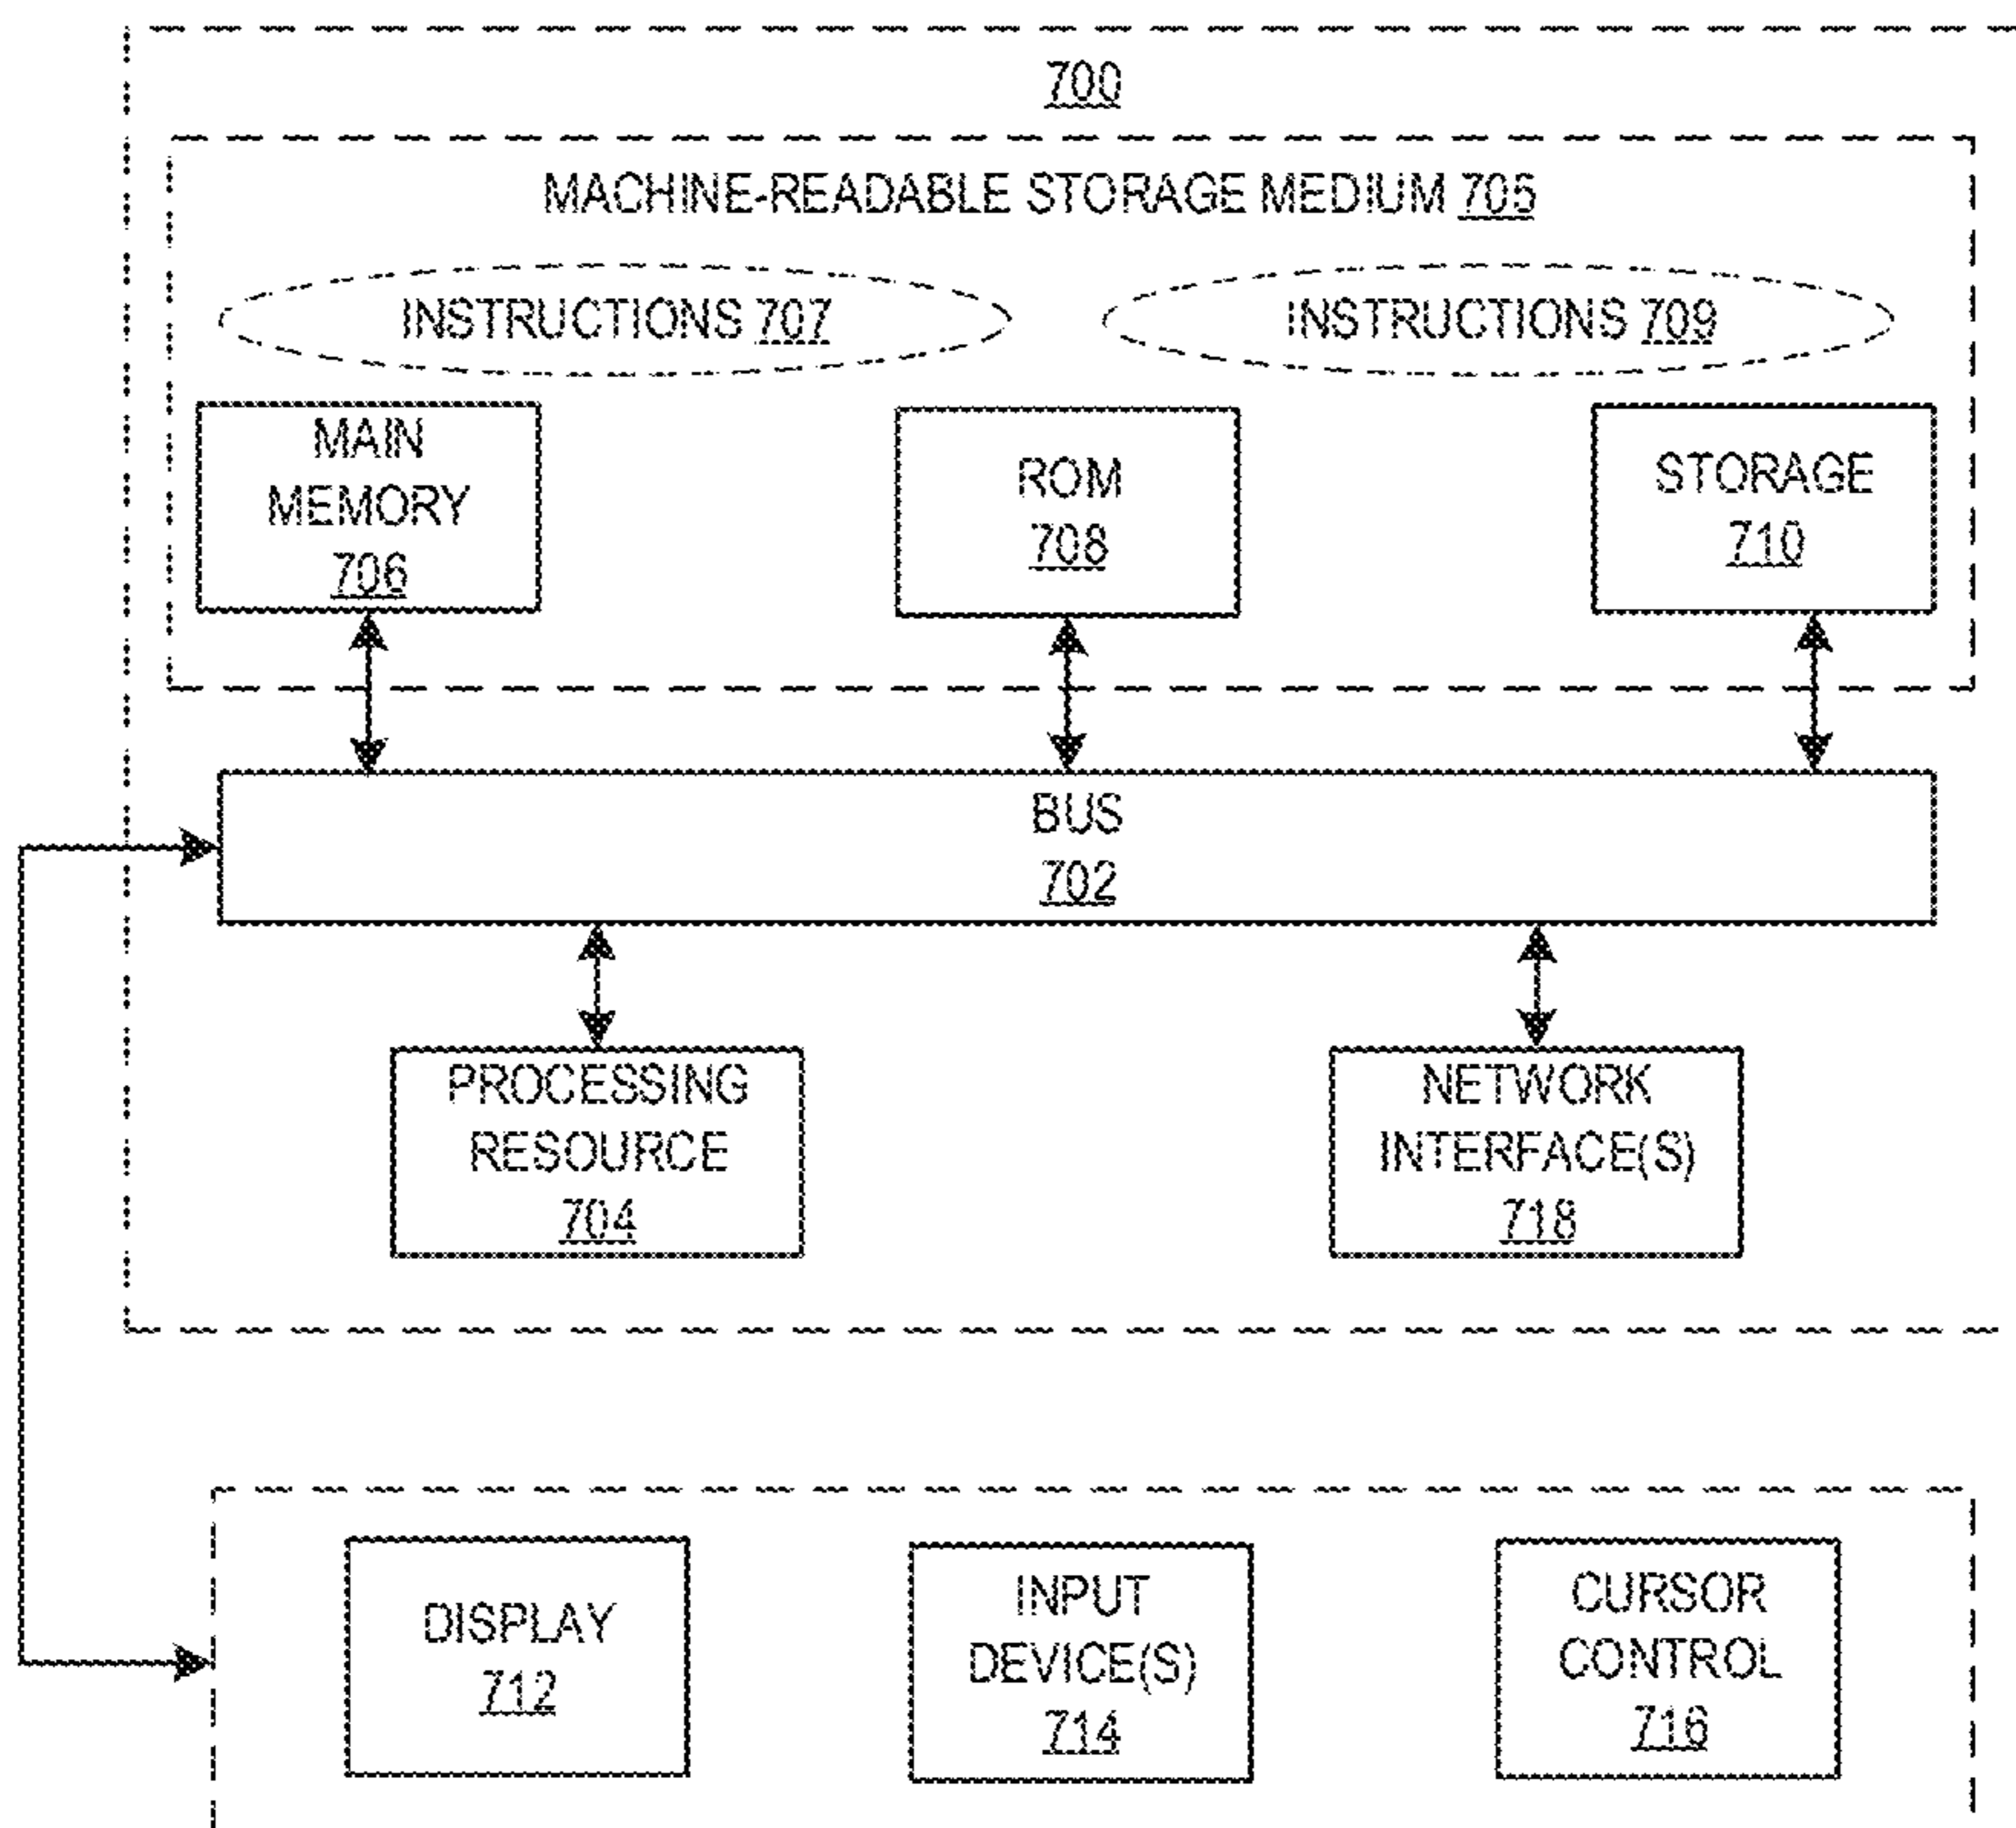 700
MACHINE-READABLE STORAGE MEDIUM 705
INSTRUCTIONS 707
INSTRUCTIONS 709
MAIN
MEMORY
706
ROM
708
STORAGE
710
BUS
702
PROCESSING
RESOURCE
704
NETWORK
INTERFACE(S)
718
DISPLAY
712
INPUT
DEVICE(S)
714
CURSOR
CONTROL
716